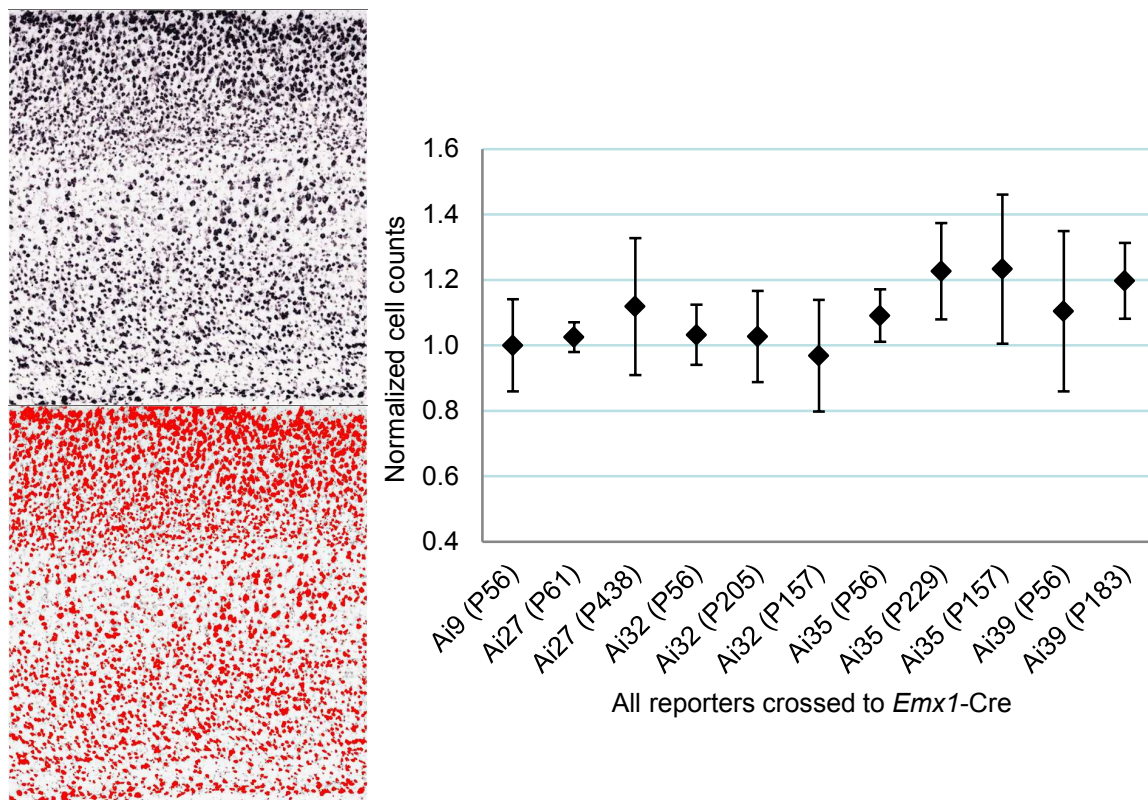 Normalized cell counts
1.6
1.4
1.2
1.0
0.8
0.6
0.4
Ai9 (P56)
Ai27 (P61)
Ai27 (P438)
Ai32 (P56)
Ai32 (P205)
Ai32 (P157)
Ai35 (P56)
Ai35 (P229)
Ai35 (P157)
Ai39 (P56)
Ai39 (P183)
All reporters crossed to Emx1-Cre